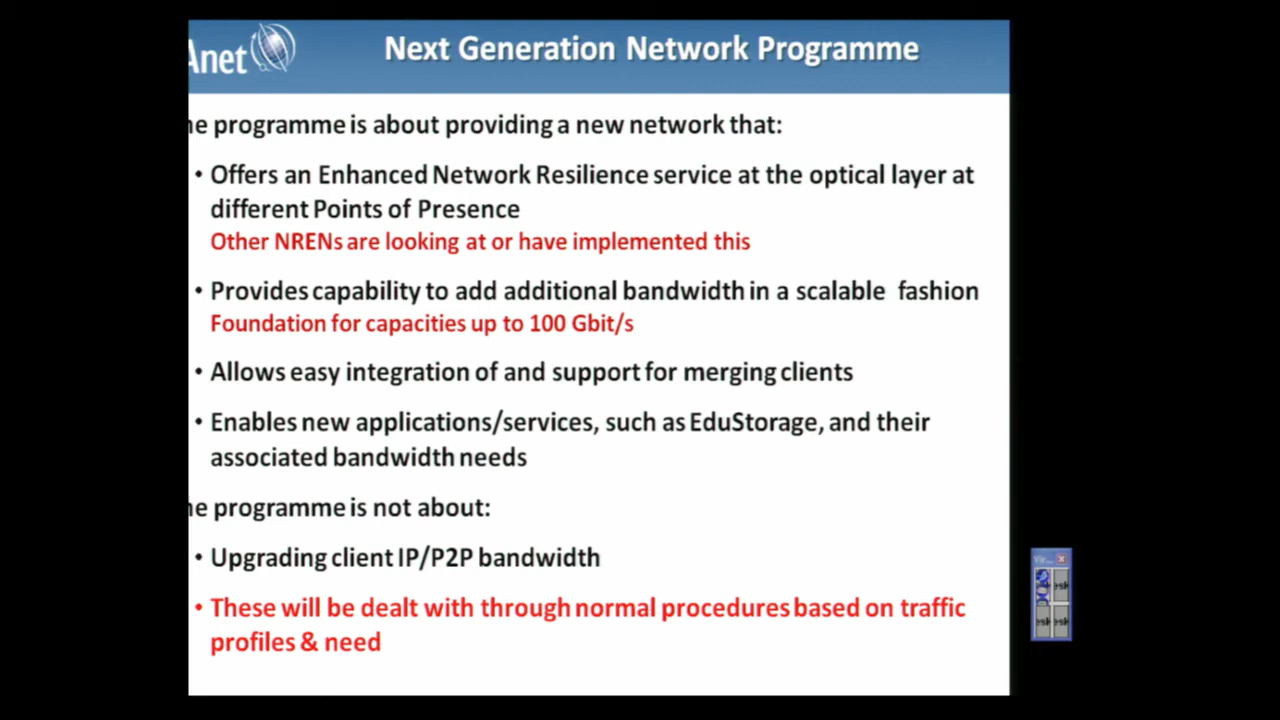 Anet
Next Generation Network Programme
he programme is about providing a new network that:
• Offers an Enhanced Network Resilience service at the optical layer at
different Points of Presence
Other NRENs are looking at or have implemented this
• Provides capability to add additional bandwidth in a scalable fashion
Foundation for capacities up to 100 Gbit/s
• Allows easy integration of and support for merging clients
• Enables new applications/services, such as EduStorage, and their
associated bandwidth needs
he programme is not about:
• Upgrading client IP/P2P bandwidth
• These will be dealt with through normal procedures based on traffic
profiles & need